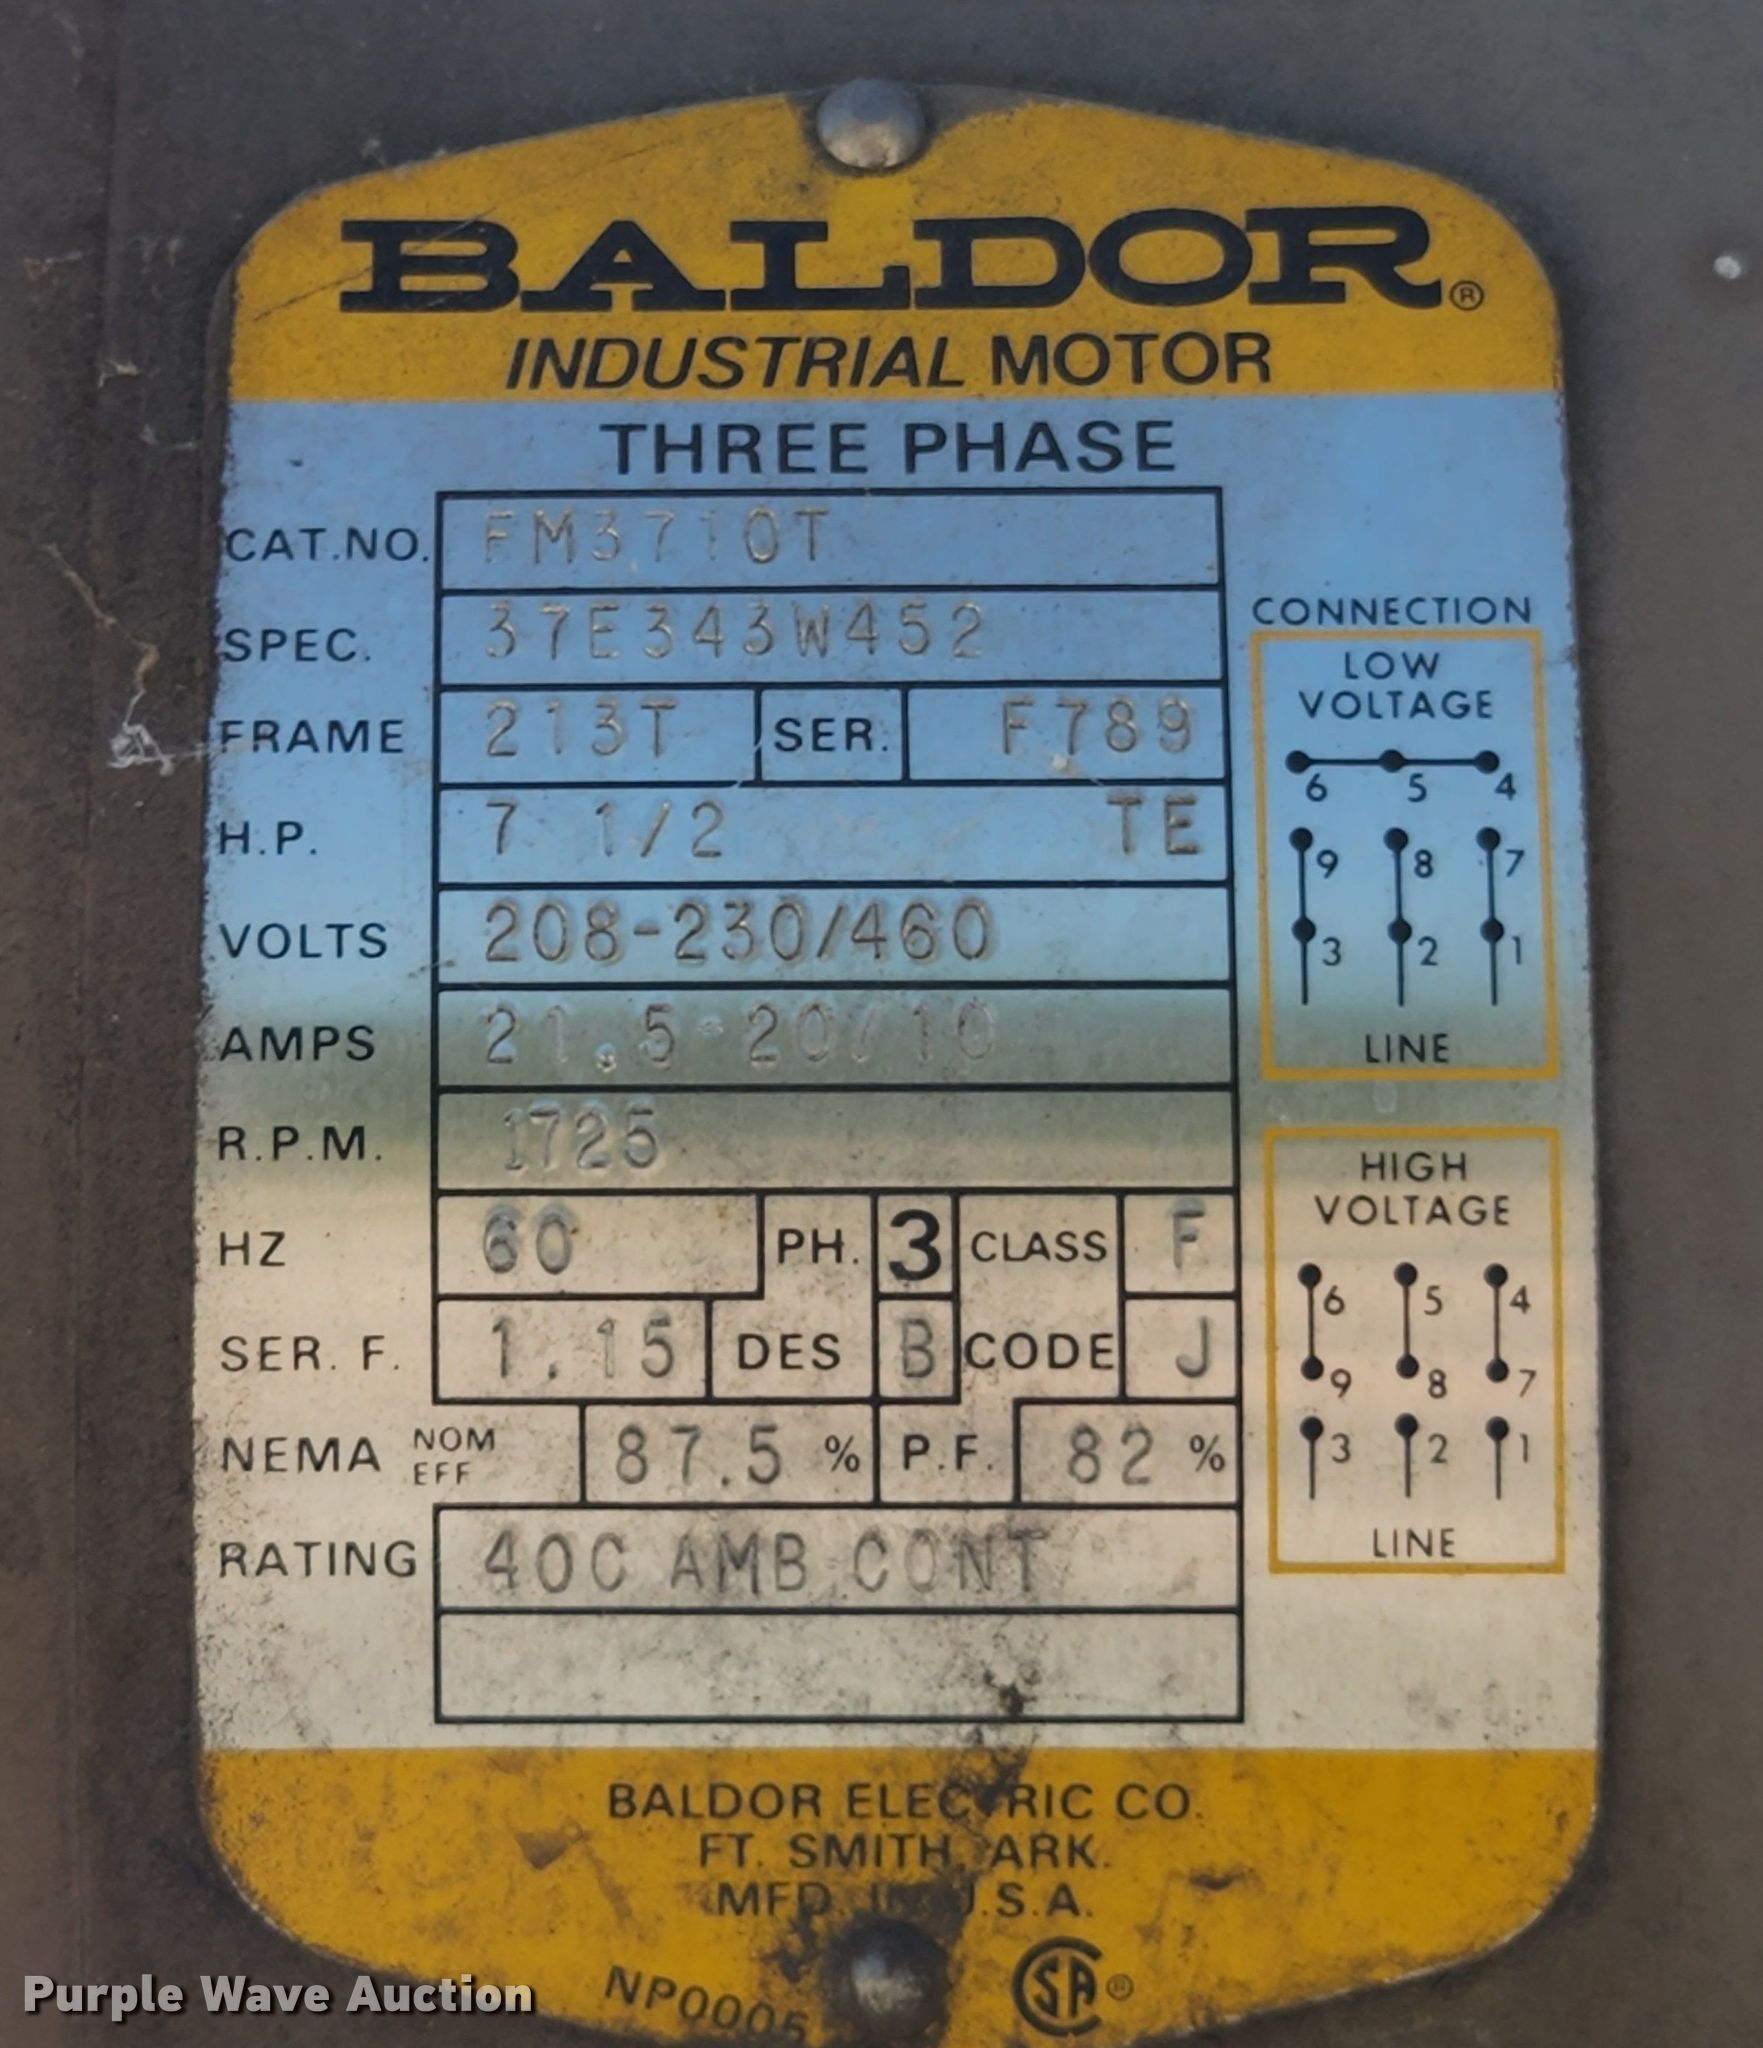 BALDOR®
INDUSTRIAL MOTOR
THREE PHASE
CAT.NO. FM3710T
SPEC. 37E343W452
FRAME 213T SER. F789
H.P. 7 1/2 TE
VOLTS 208-230/460
AMPS 21.5-20/10
R.P.M. 1725
HZ 60 PH. 3 CLASS F
SER. F. 1.15 DES B CODE J
NEMA NOM EFF 87.5 % P.F. 82 %
RATING 40C AMB CONT
CONNECTION
LOW
VOLTAGE
6 5 4
9 8 7
3 2 1
LINE
HIGH
VOLTAGE
6 5 4
9 8 7
3 2 1
LINE
BALDOR ELECTRIC CO.
FT. SMITH, ARK.
MFD. IN U.S.A.
NP0005
SA®
Purple Wave Auction